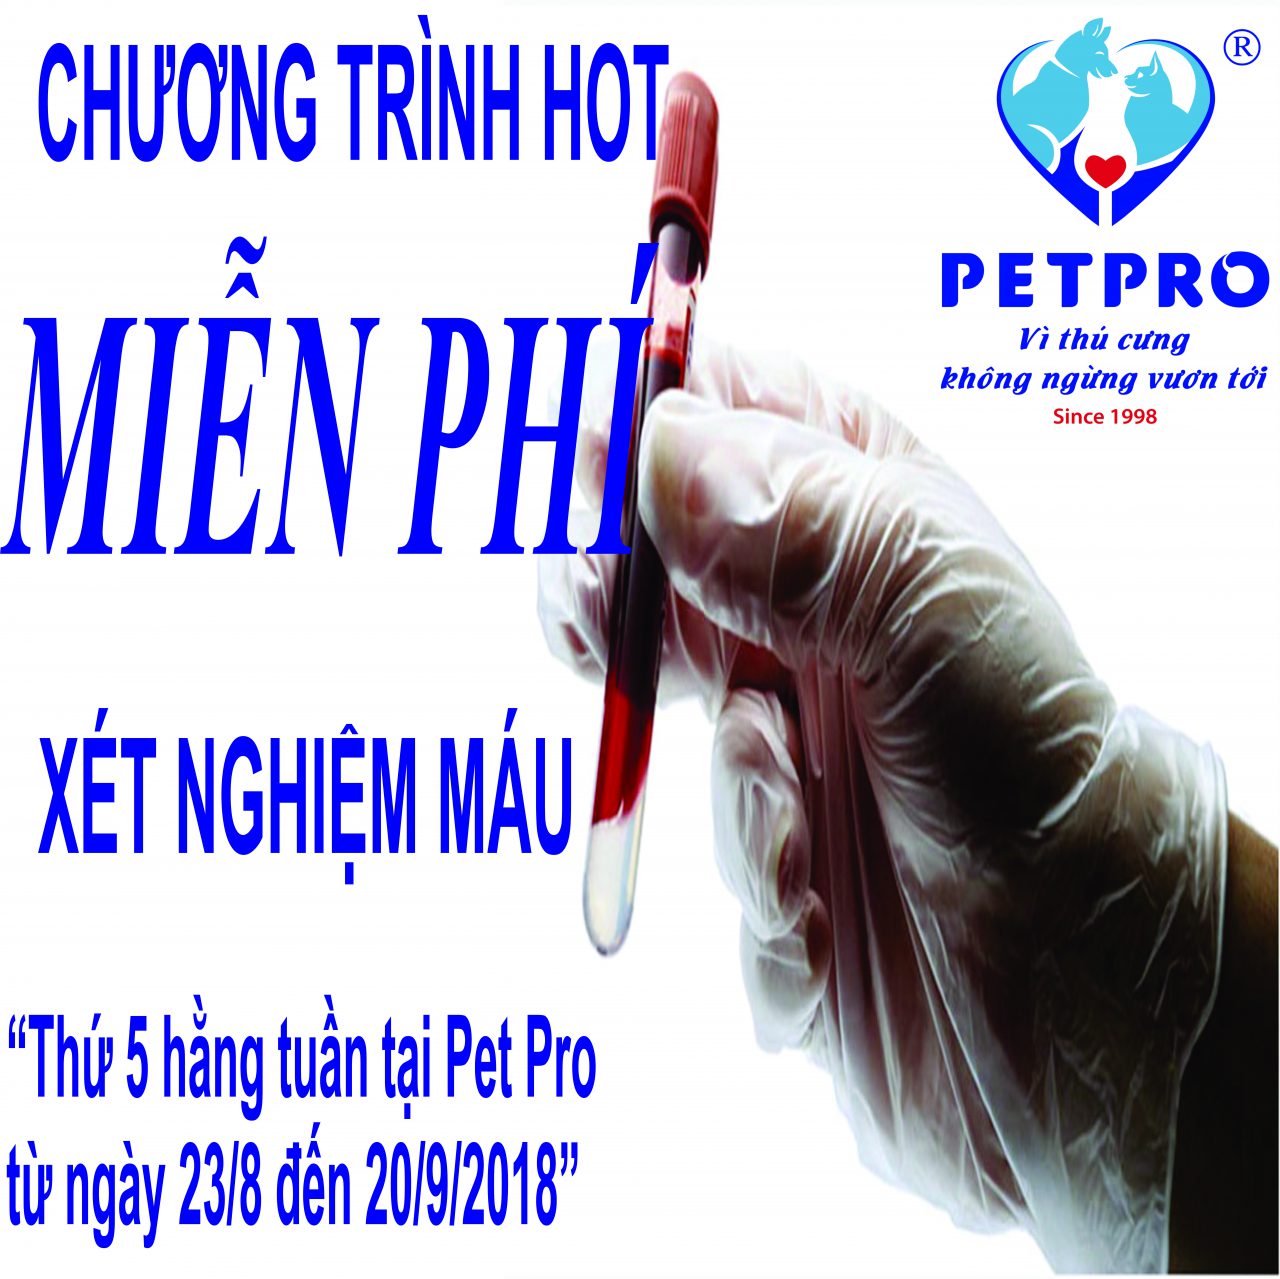 CHƯƠNG TRÌNH HOT
®
MIỄN PHÍ
PETPRO
Vì thú cưng
không ngừng vươn tới
Since 1998
XÉT NGHIỆM MÁU
“Thứ 5 hằng tuần tại Pet Pro
từ ngày 23/8 đến 20/9/2018”